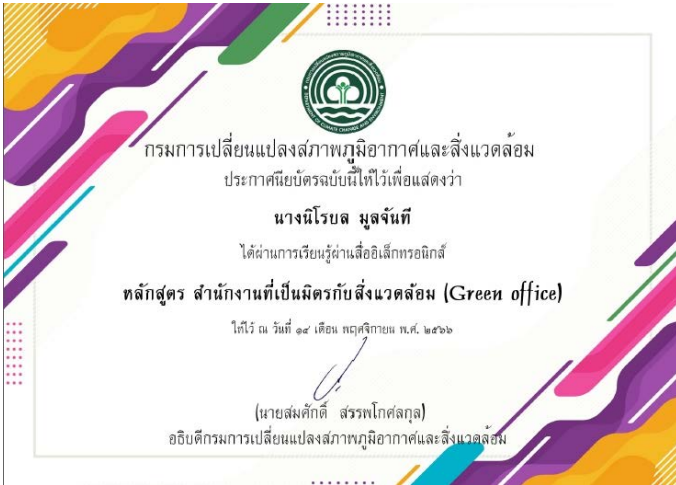 DEPARTMENT OF CLIMATE CHANGE AND ENVIRONMENT
กรมการเปลี่ยนแปลงสภาพภูมิอากาศและสิ่งแวดล้อม
ประกาศนียบัตรฉบับนี้ให้ไว้เพื่อแสดงว่า
นางนิโรบล มูลจันที
ได้ผ่านการเรียนรู้ผ่านสื่ออิเล็กทรอนิกส์
หลักสูตร สำนักงานที่เป็นมิตรกับสิ่งแวดล้อม (Green office)
ให้ไว้ ณ วันที่ ๑๔ เดือน พฤศจิกายน พ.ศ. ๒๕๖๖
(นายสมศักดิ์ สรรพโกศลกุล)
อธิบดีกรมการเปลี่ยนแปลงสภาพภูมิอากาศและสิ่งแวดล้อม